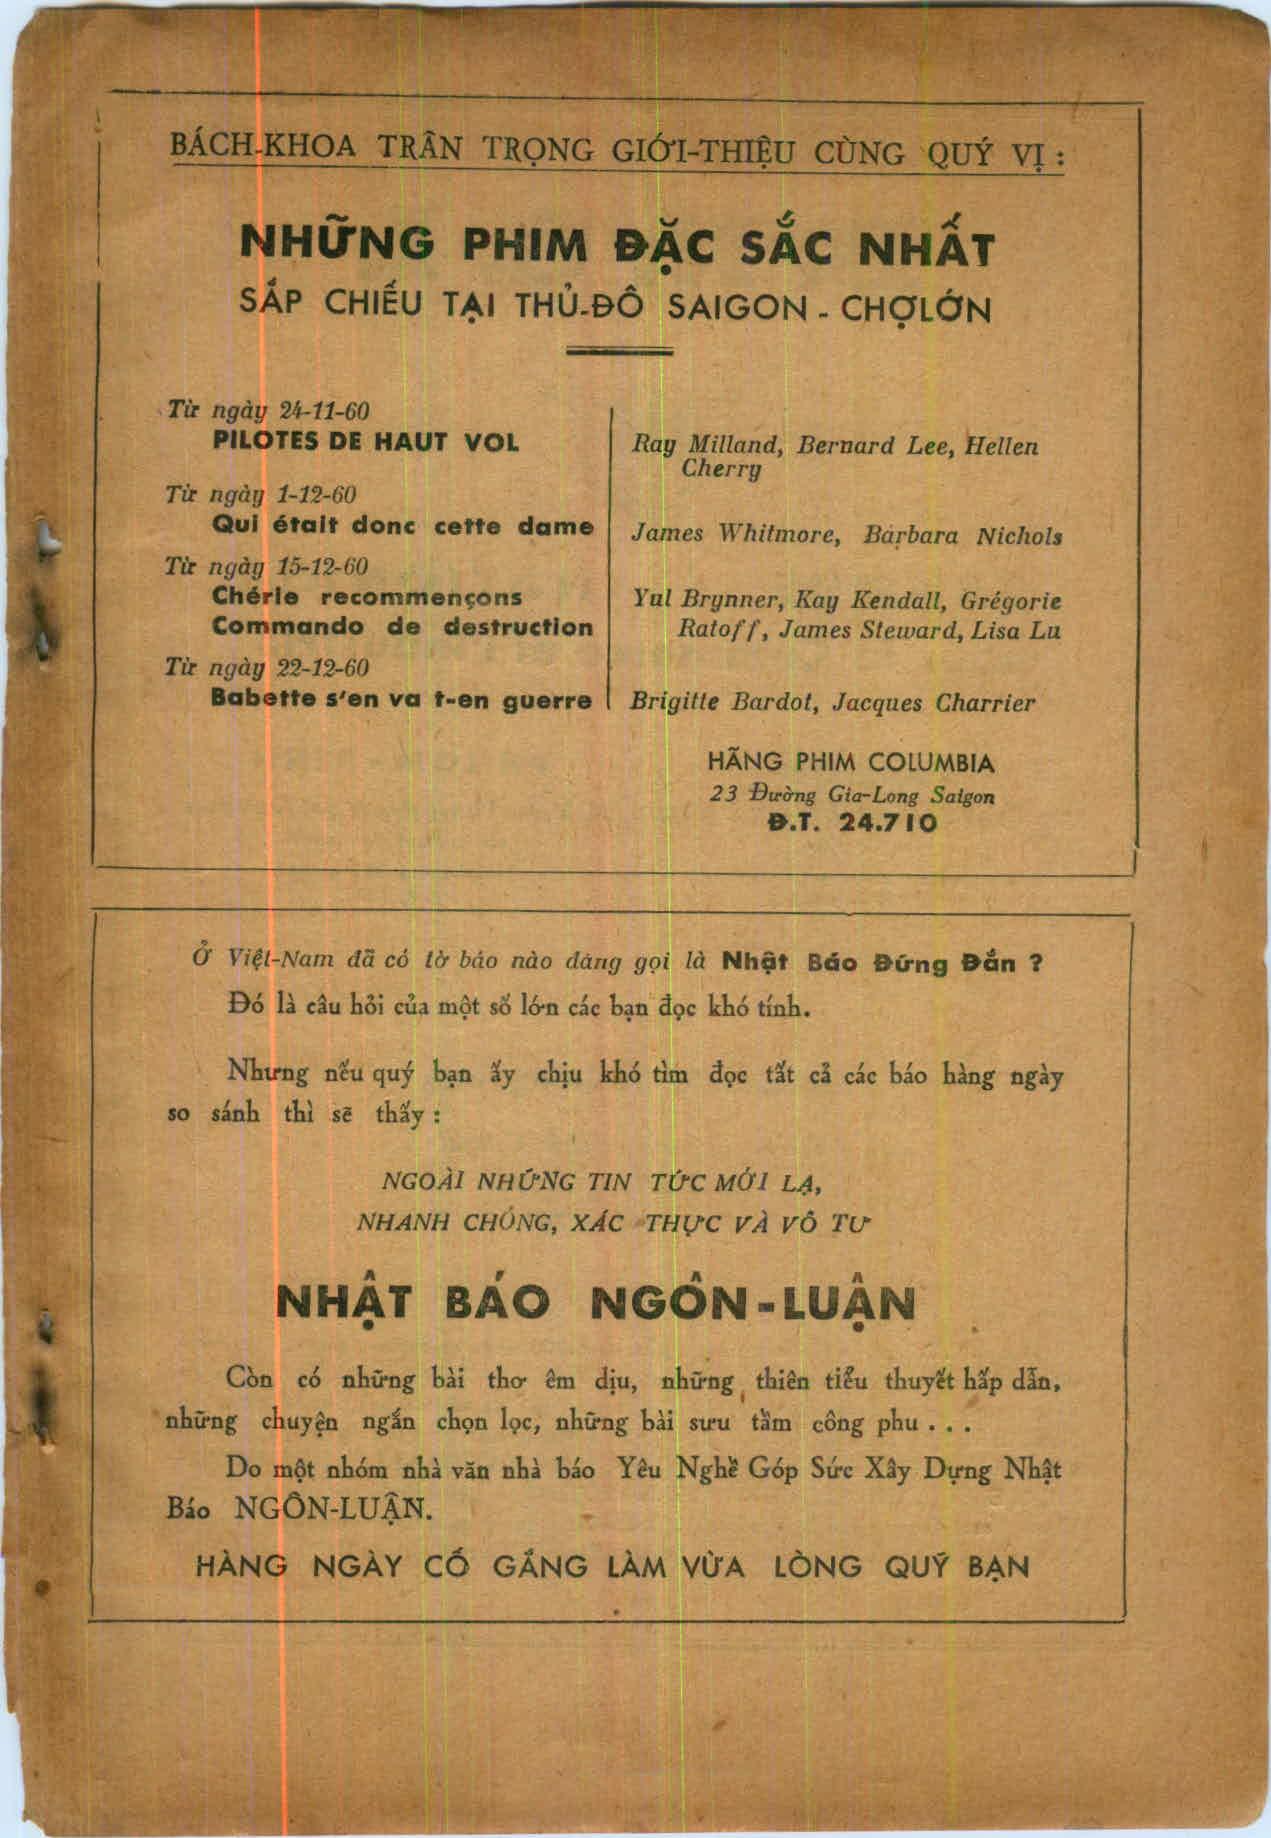 BÁCH-KHOA TRÂN TRỌNG GIỚI-THIỆU CÙNG QUÝ VỊ :
NHỮNG PHIM ĐẶC SẮC NHẤT
SẮP CHIẾU TẠI THỦ-ĐÔ SAIGON - CHỢLỚN
Từ ngày 24-11-60
PILOTES DE HAUT VOL
Ray Milland, Bernard Lee, Hellen
Cherry
Từ ngày 1-12-60
Qui était donc cette dame
James Whitmore, Barbara Nichols
Từ ngày 15-12-60
Chérie recommençons
Yul Brynner, Kay Kendall, Grégorie
Commando de destruction
Ratoff, James Steward, Lisa Lu
Từ ngày 22-12-60
Babette s'en va t-en guerre
Brigitte Bardot, Jacques Charrier
HÃNG PHIM COLUMBIA
23 Đường Gia-Long Saigon
Đ.T. 24.710
Ở Việt-Nam đã có tờ báo nào đáng gọi là Nhật Báo Đứng Đắn ?
Đó là câu hỏi của một số lớn các bạn đọc khó tính.
Nhưng nếu quý bạn ấy chịu khó tìm đọc tất cả các báo hàng ngày
so sánh thì sẽ thấy :
NGOÀI NHỮNG TIN TỨC MỚI LẠ,
NHANH CHÓNG, XÁC THỰC VÀ VÔ TƯ
NHẬT BÁO NGÔN-LUẬN
Còn có những bài thơ êm dịu, những thiên tiểu thuyết hấp dẫn,
những chuyện ngắn chọn lọc, những bài sưu tầm công phu . . .
Do một nhóm nhà văn nhà báo Yêu Nghề Góp Sức Xây Dựng Nhật
Báo NGÔN-LUẬN.
HÀNG NGÀY CỐ GẮNG LÀM VỪA LÒNG QUÝ BẠN